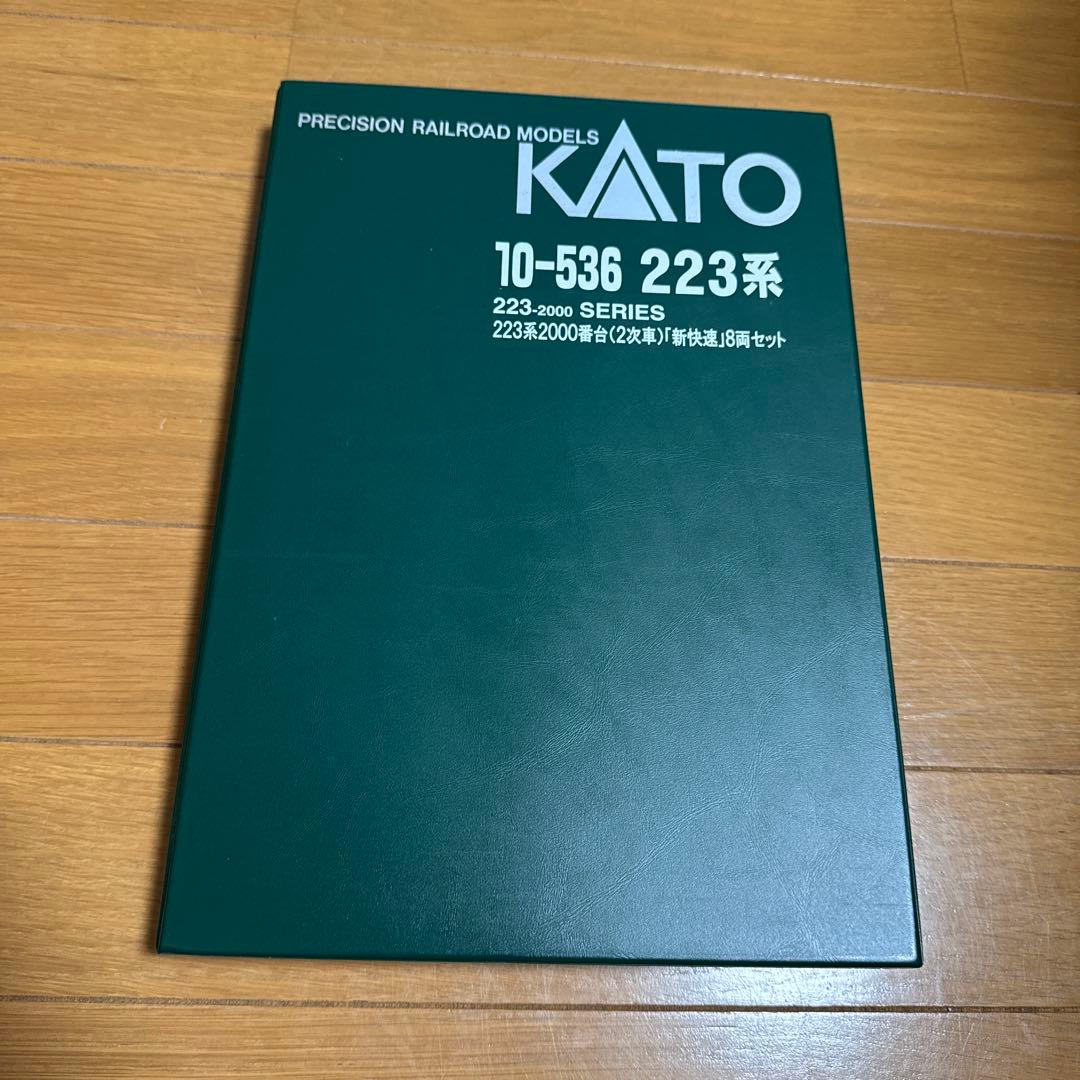 PRECISION RAILROAD MODELS
KATO
10-536 223系
223-2000 SERIES
223系2000番台(2次車)「新快速」8両セット